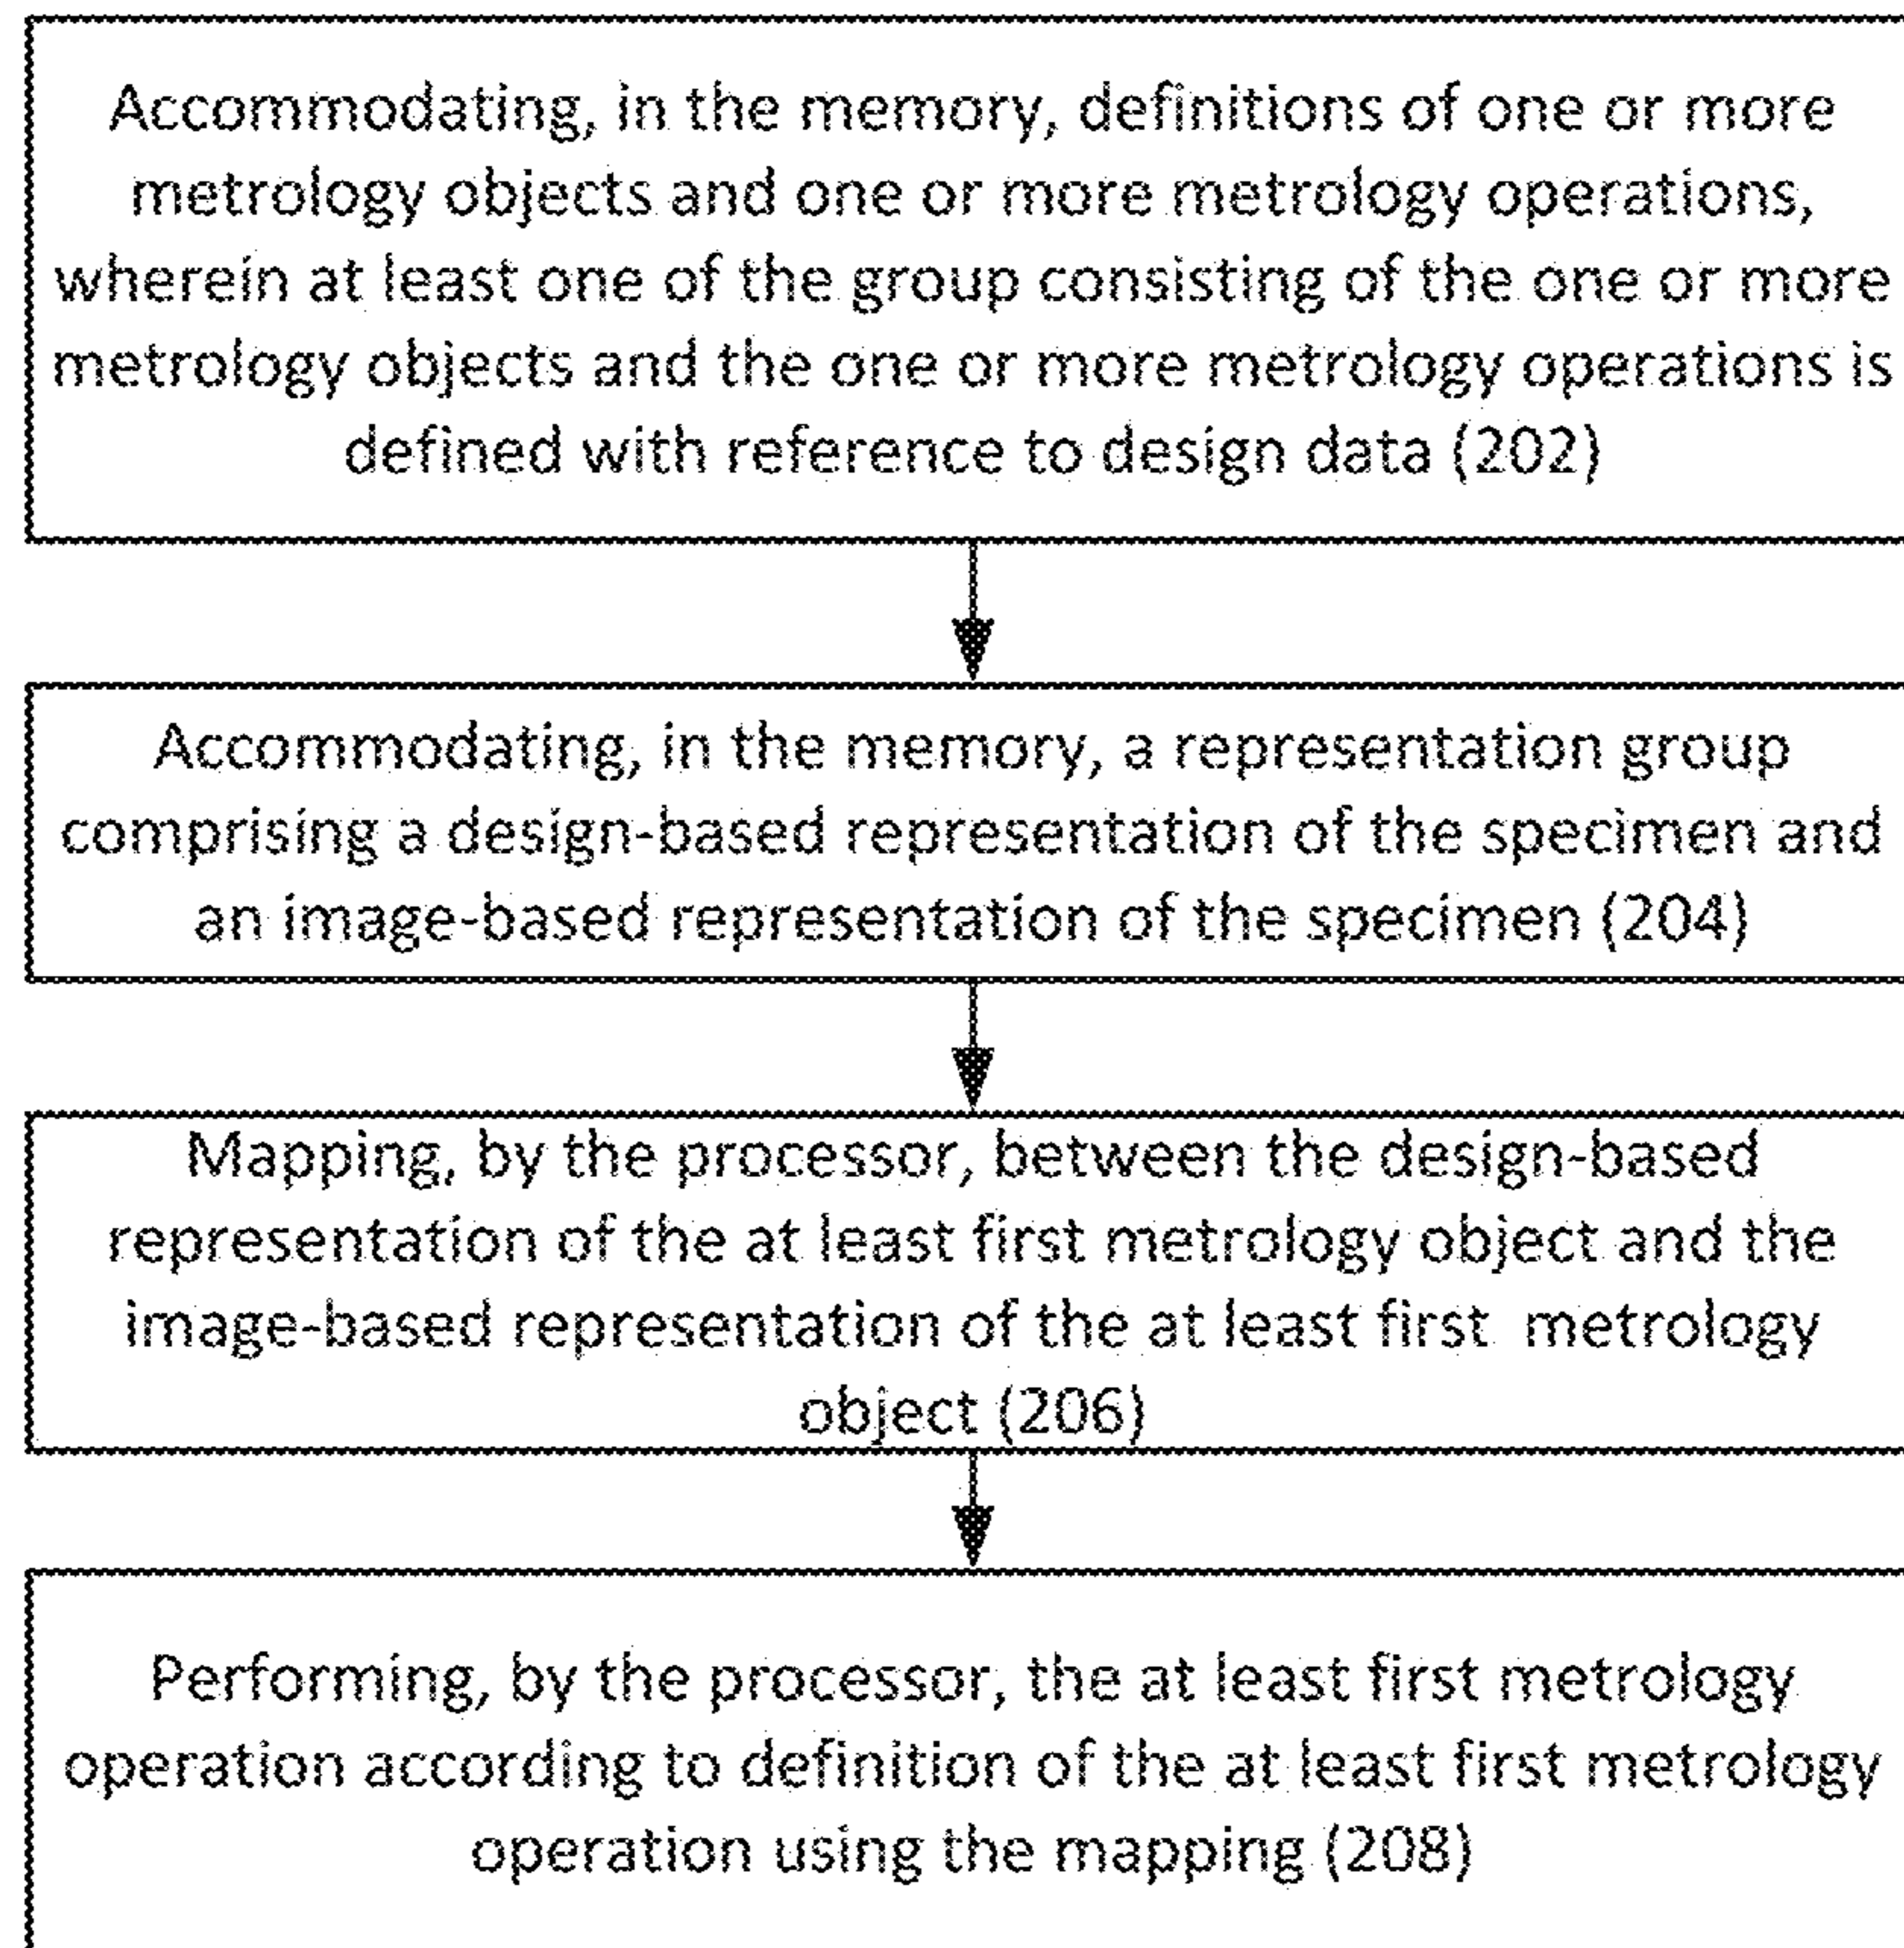 Accommodating, in the memory, definitions of one or more
metrology objects and one or more metrology operations,
wherein at least one of the group consisting of the one or more
metrology objects and the one or more metrology operations is
defined with reference to design data (202)
Accommodating, in the memory, a representation group
comprising a design-based representation of the specimen and
an image-based representation of the specimen (204)
Mapping, by the processor, between the design-based
representation of the at least first metrology object and the
image-based representation of the at least first metrology
object (206)
Performing, by the processor, the at least first metrology
operation according to definition of the at least first metrology
operation using the mapping (208)